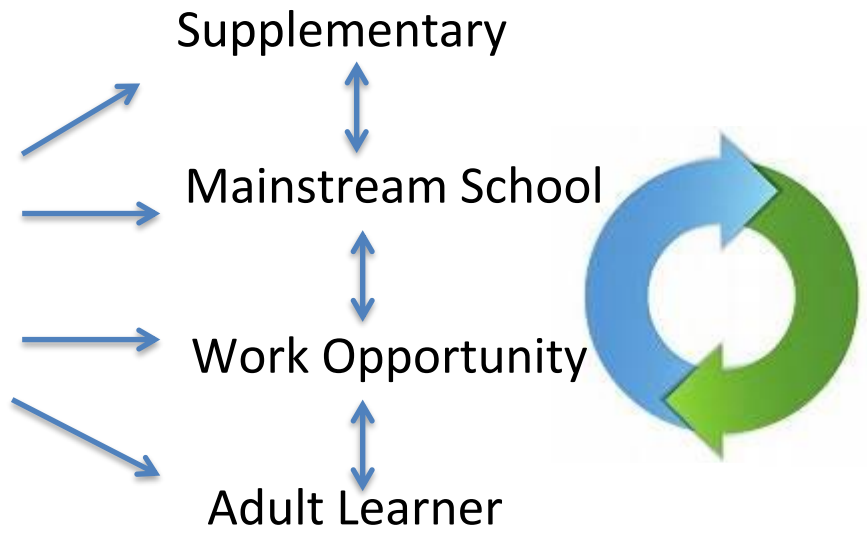 Supplementary
Mainstream School
Work Opportunity
Adult Learner